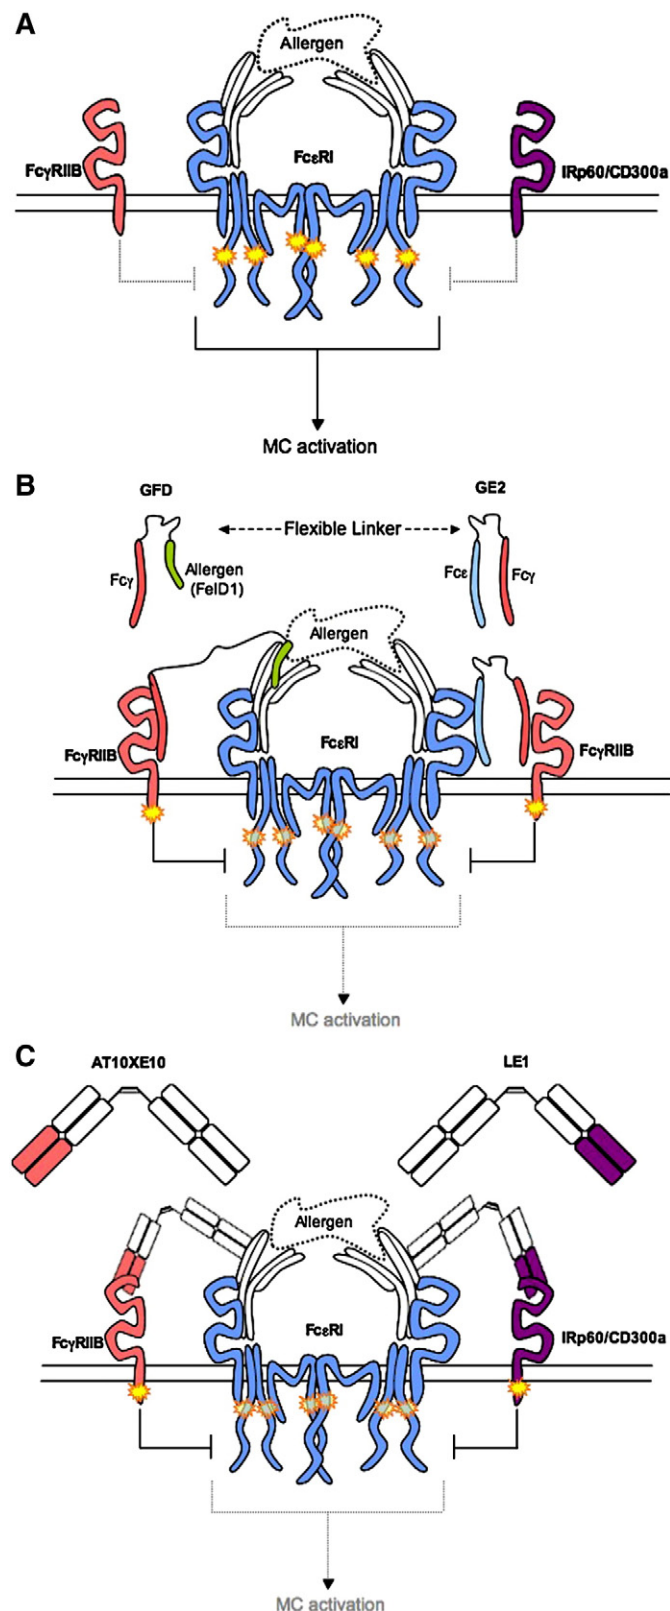 A
Allergen
FcγRIIB
FcεRI
IRp60/CD300a
MC activation
B
GFD
GE2
Flexible Linker
Fcγ
Allergen
(FelD1)
Fcε
Fcγ
Allergen
FcγRIIB
FcεRI
FcγRIIB
MC activation
C
AT10XE10
LE1
Allergen
FcγRIIB
FcεRI
IRp60/CD300a
MC activation